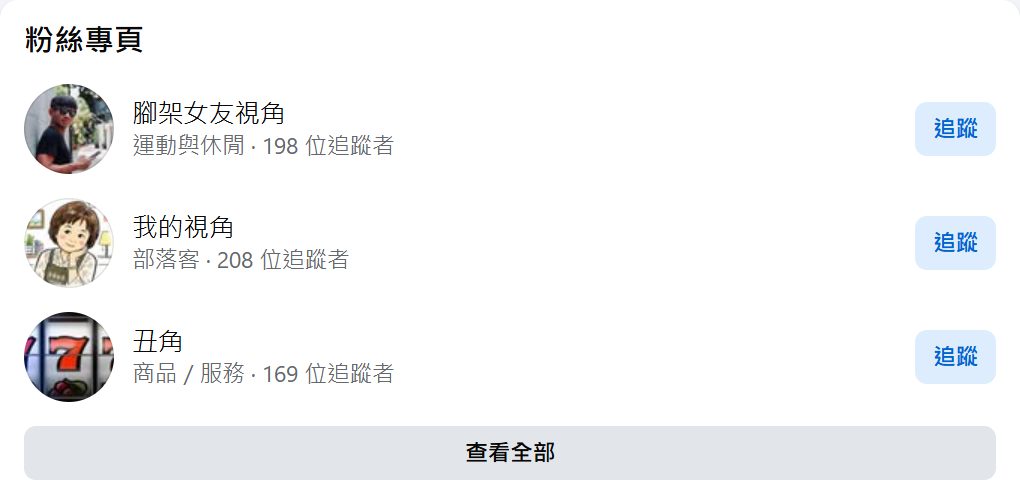 粉絲專頁
腳架女友視角
運動與休閒 · 198 位追蹤者
追蹤
我的視角
部落客 · 208 位追蹤者
追蹤
丑角
商品 / 服務 · 169 位追蹤者
追蹤
7
查看全部